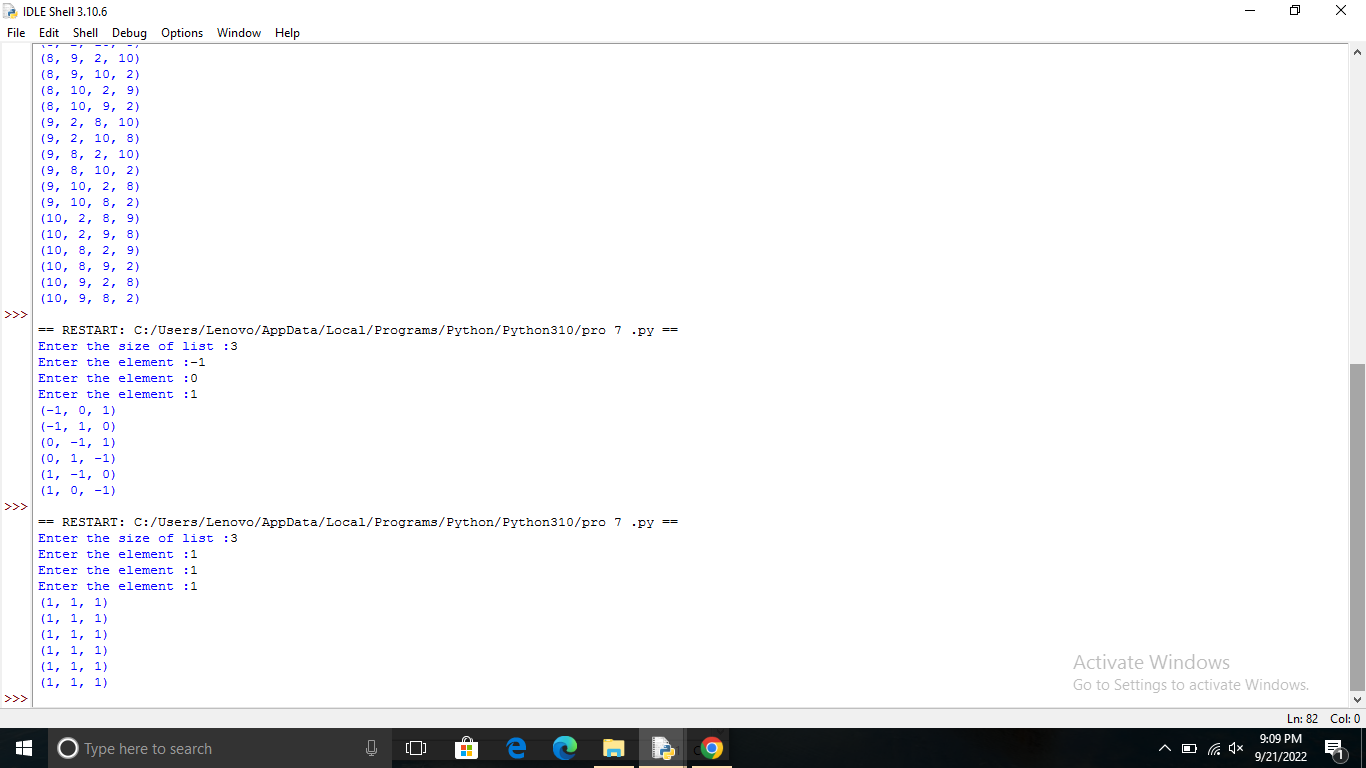 IDLE Shell 3.10.6
File Edit Shell Debug Options Window Help
(8, 9, 2, 10)
(8, 9, 10, 2)
(8, 10, 2, 9)
(8, 10, 9, 2)
(9, 2, 8, 10)
(9, 2, 10, 8)
(9, 8, 2, 10)
(9, 8, 10, 2)
(9, 10, 2, 8)
(9, 10, 8, 2)
(10, 2, 8, 9)
(10, 2, 9, 8)
(10, 8, 2, 9)
(10, 8, 9, 2)
(10, 9, 2, 8)
(10, 9, 8, 2)
>>>
== RESTART: C:/Users/Lenovo/AppData/Local/Programs/Python/Python310/pro 7 .py ==
Enter the size of list :3
Enter the element :-1
Enter the element :0
Enter the element :1
(-1, 0, 1)
(-1, 1, 0)
(0, -1, 1)
(0, 1, -1)
(1, -1, 0)
(1, 0, -1)
>>>
== RESTART: C:/Users/Lenovo/AppData/Local/Programs/Python/Python310/pro 7 .py ==
Enter the size of list :3
Enter the element :1
Enter the element :1
Enter the element :1
(1, 1, 1)
(1, 1, 1)
(1, 1, 1)
(1, 1, 1)
(1, 1, 1)
(1, 1, 1)
>>>
Activate Windows
Go to Settings to activate Windows.
Ln: 82 Col: 0
Type here to search
9:09 PM
9/21/2022
1